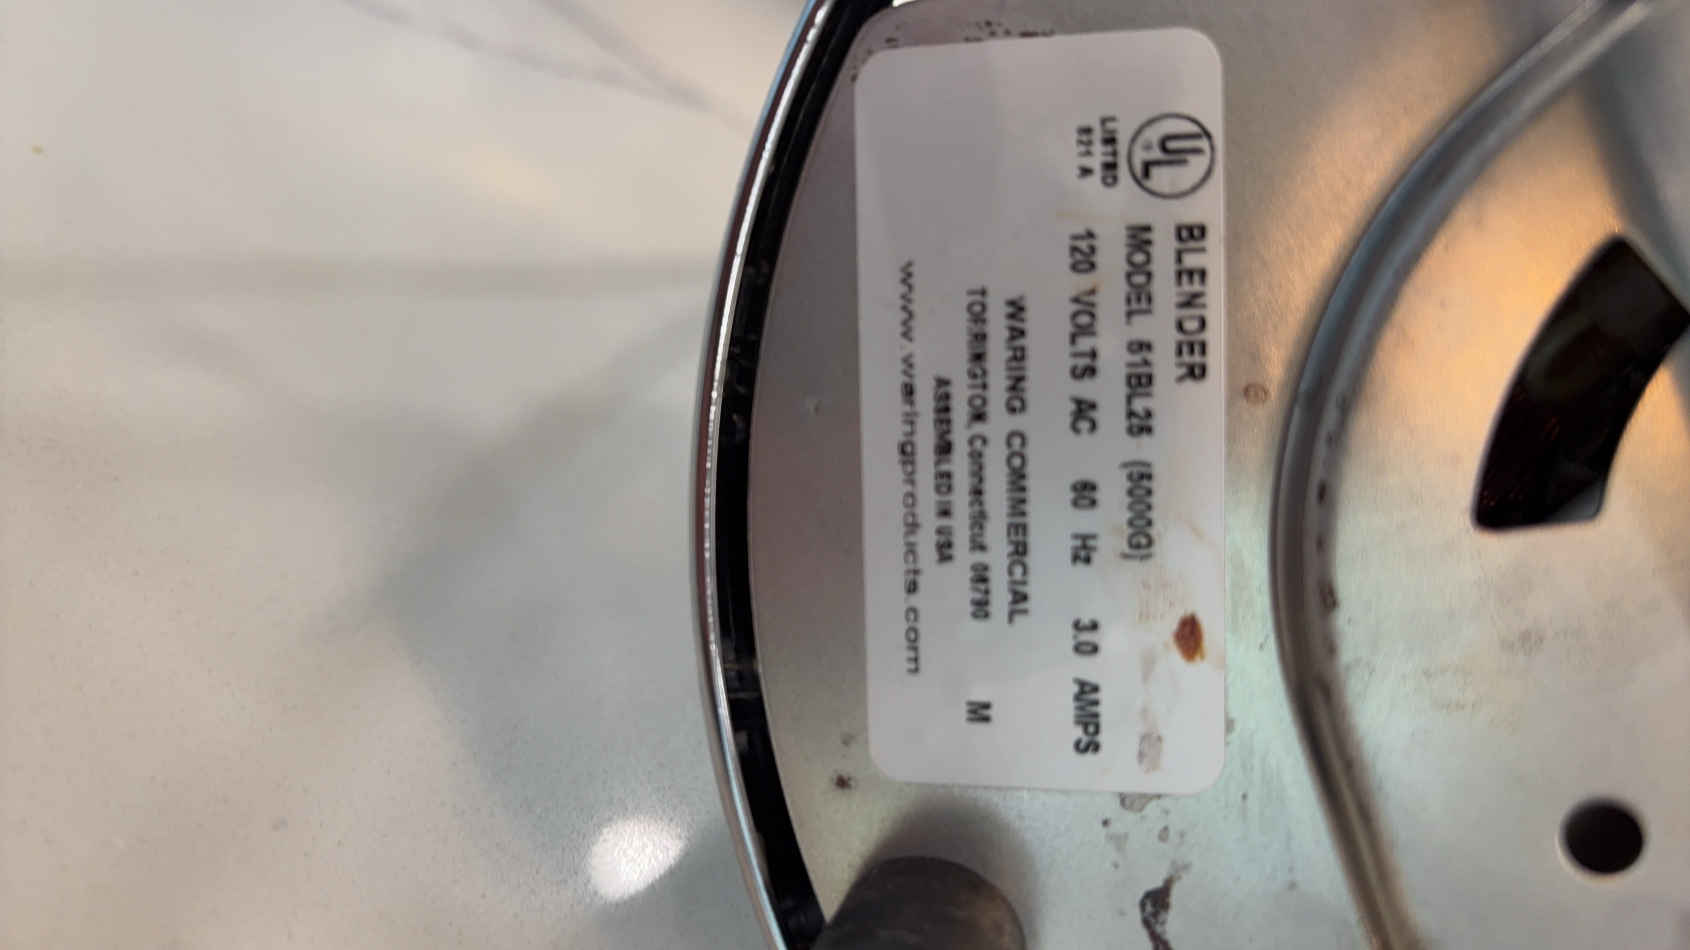 UL
LISTED
821 A
BLENDER
MODEL 51BL25 (5000G)
120 VOLTS AC 60 Hz 3.0 AMPS
WARING COMMERCIAL
TORRINGTON, Connecticut 06790 M
ASSEMBLED IN USA
www.waringproducts.com